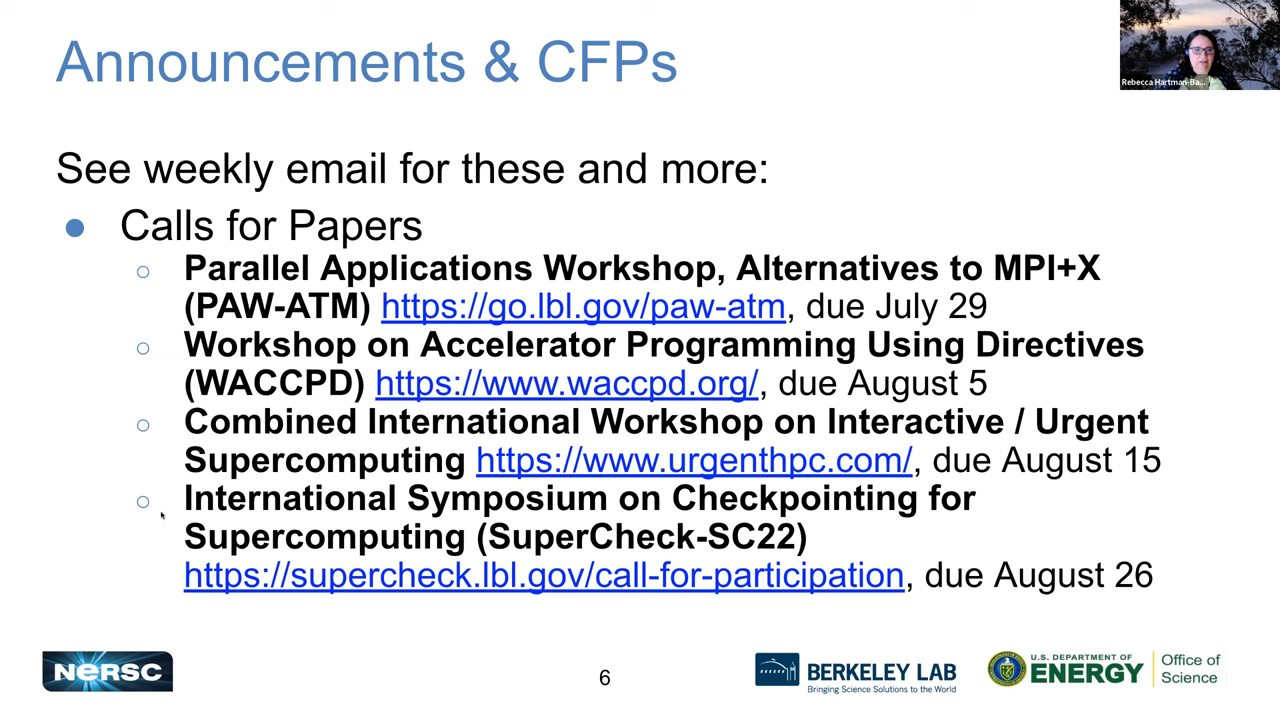 Announcements & CFPs
Rebecca Hartman-Ba...
See weekly email for these and more:
● Calls for Papers
○ Parallel Applications Workshop, Alternatives to MPI+X
(PAW-ATM) https://go.lbl.gov/paw-atm, due July 29
○ Workshop on Accelerator Programming Using Directives
(WACCPD) https://www.waccpd.org/, due August 5
○ Combined International Workshop on Interactive / Urgent
Supercomputing https://www.urgenthpc.com/, due August 15
○ International Symposium on Checkpointing for
Supercomputing (SuperCheck-SC22)
https://supercheck.lbl.gov/call-for-participation, due August 26
NERSC
6
BERKELEY LAB
Bringing Science Solutions to the World
U.S. DEPARTMENT OF
ENERGY
Office of
Science